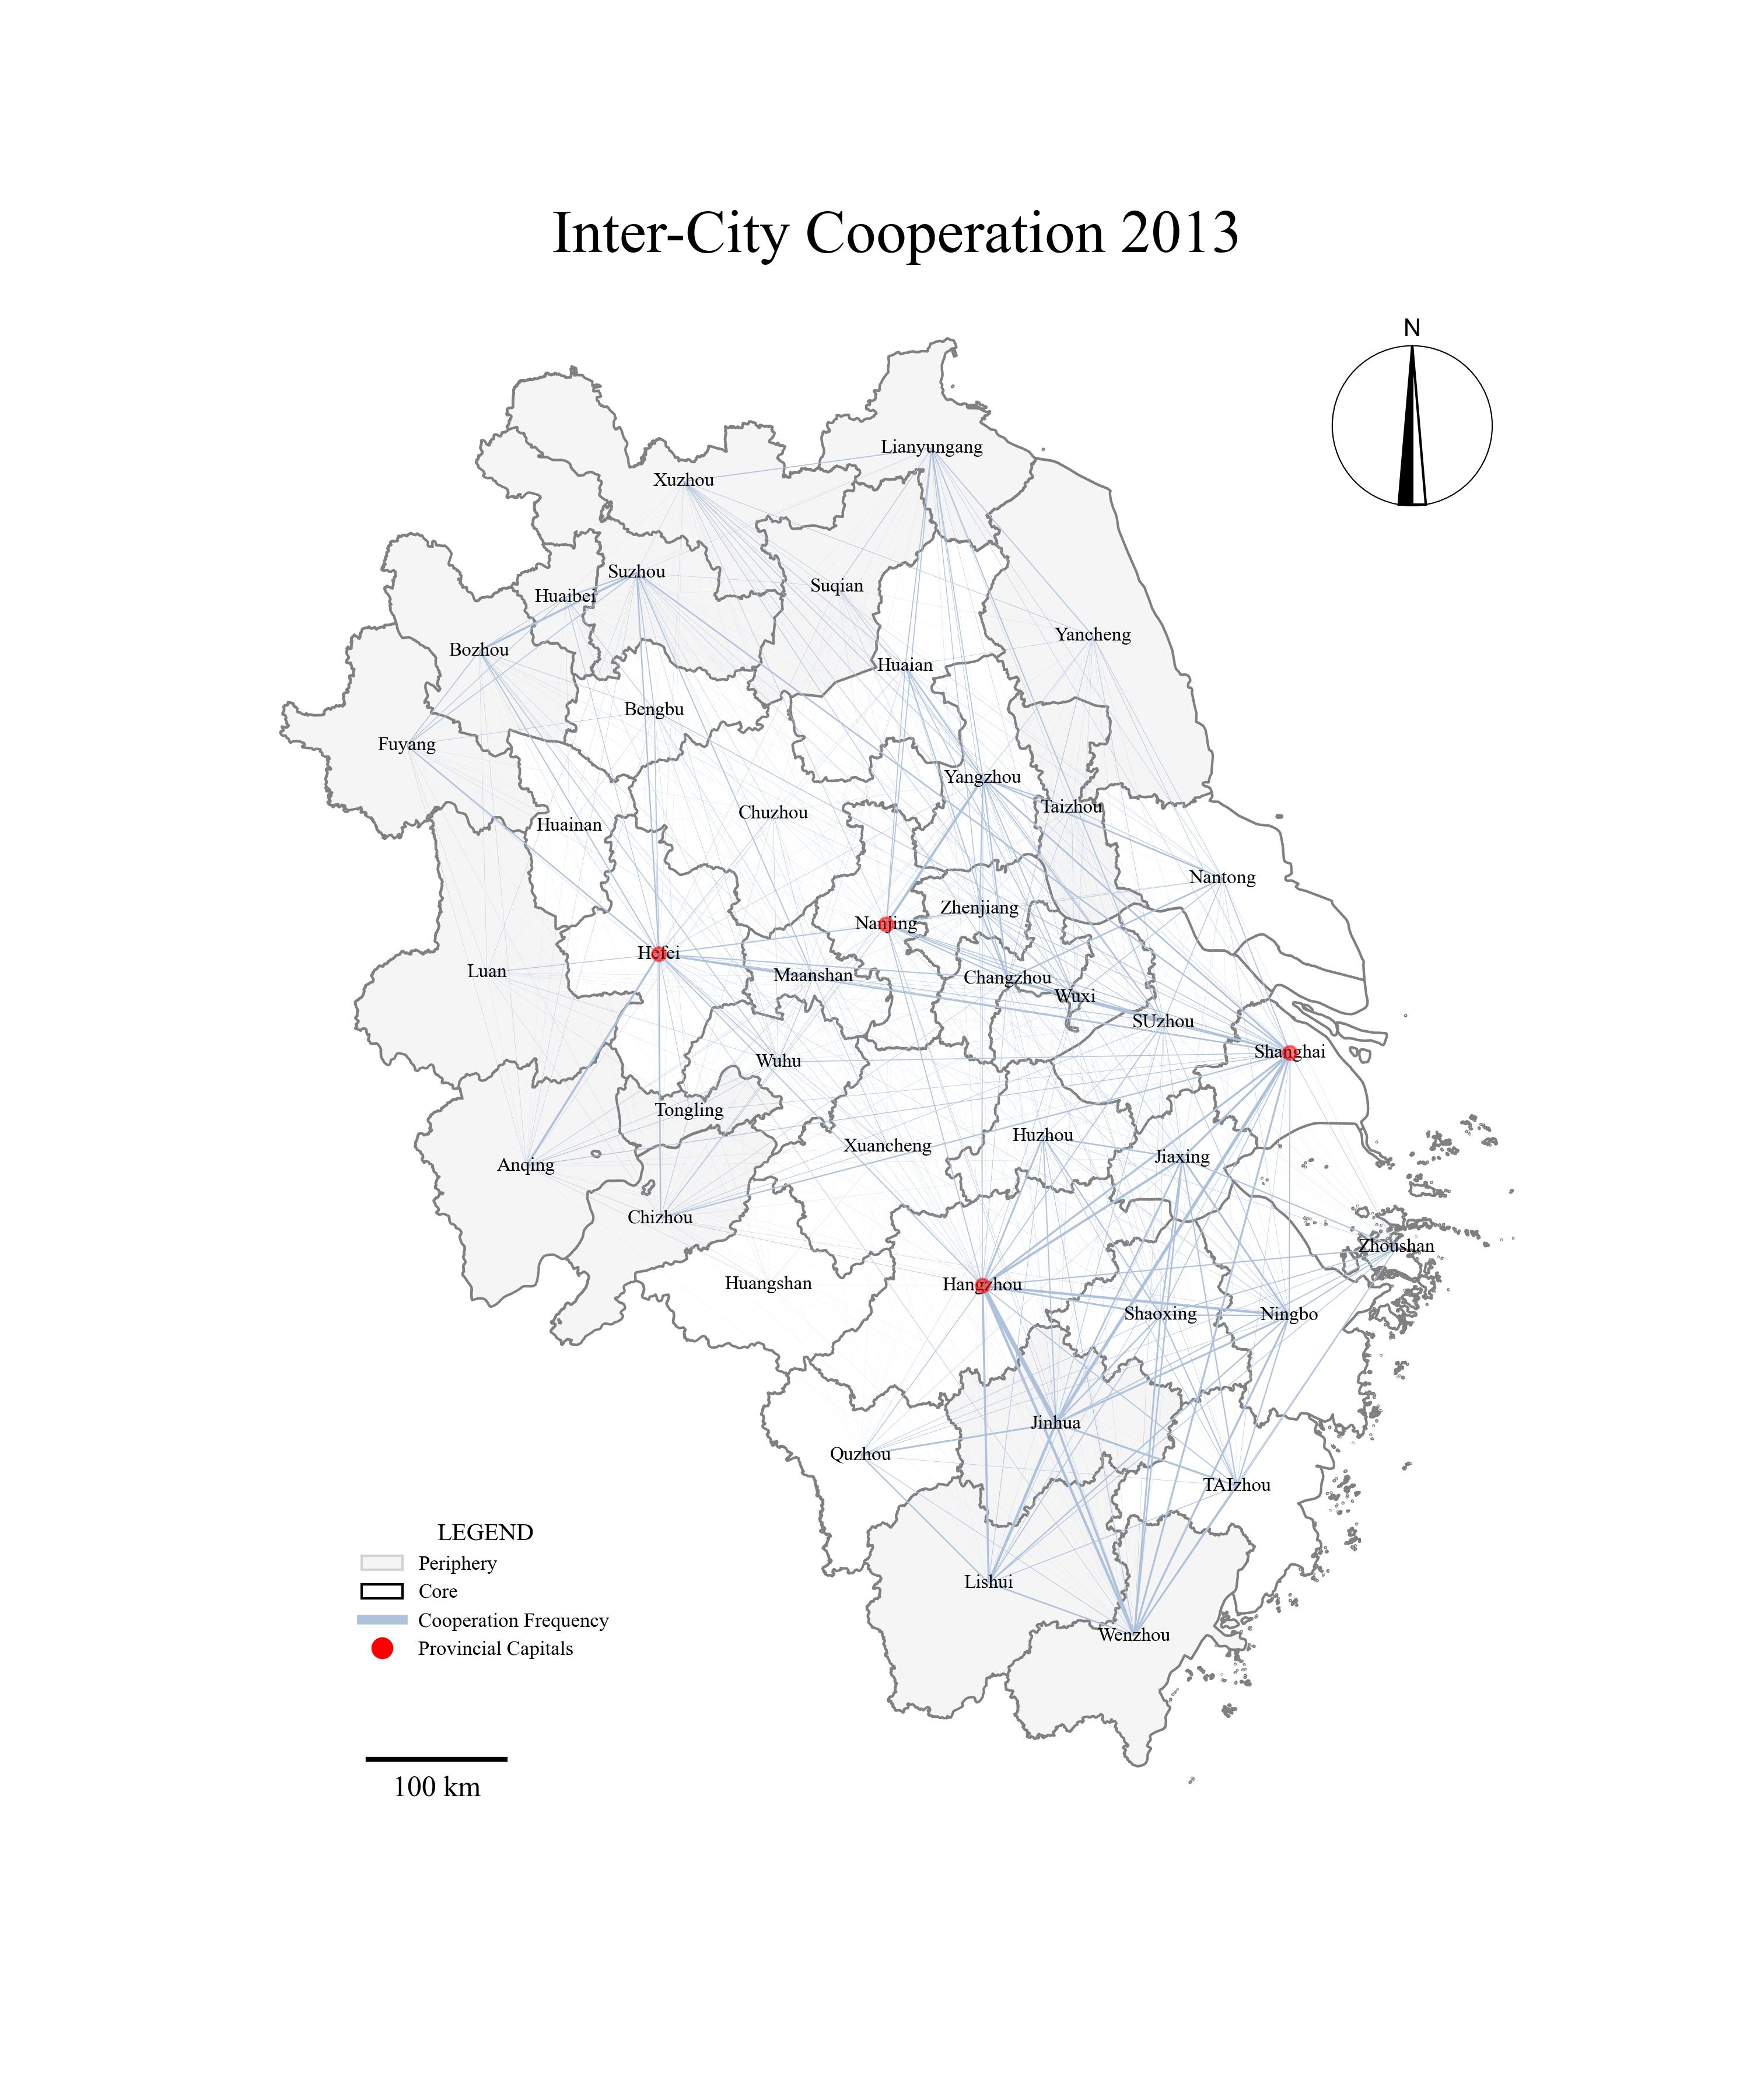 Inter-City Cooperation 2013
N
Lianyungang
Xuzhou
Suzhou
Suqian
Huaibei
Yancheng
Bozhou
Huaian
Bengbu
Fuyang
Yangzhou
Taizhou
Chuzhou
Huainan
Nantong
Zhenjiang
Nanjing
Hefei
Luan
Maanshan
Changzhou
Wuxi
SUzhou
Shanghai
Wuhu
Tongling
Huzhou
Xuancheng
Jiaxing
Anqing
Chizhou
Zhoushan
Huangshan
Hangzhou
Shaoxing
Ningbo
Jinhua
Quzhou
TAIzhou
Lishui
Wenzhou
LEGEND
Periphery
Core
Cooperation Frequency
Provincial Capitals
100 km